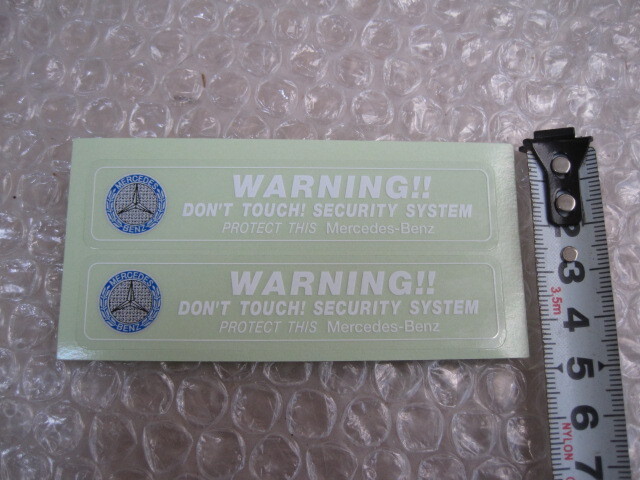 MERCEDES
BENZ
WARNING!!
DON'T TOUCH! SECURITY SYSTEM
PROTECT THIS Mercedes-Benz
MERCEDES
BENZ
WARNING!!
DON'T TOUCH! SECURITY SYSTEM
PROTECT THIS Mercedes-Benz
2
3
3.5m
4
5
6
NYLON
7